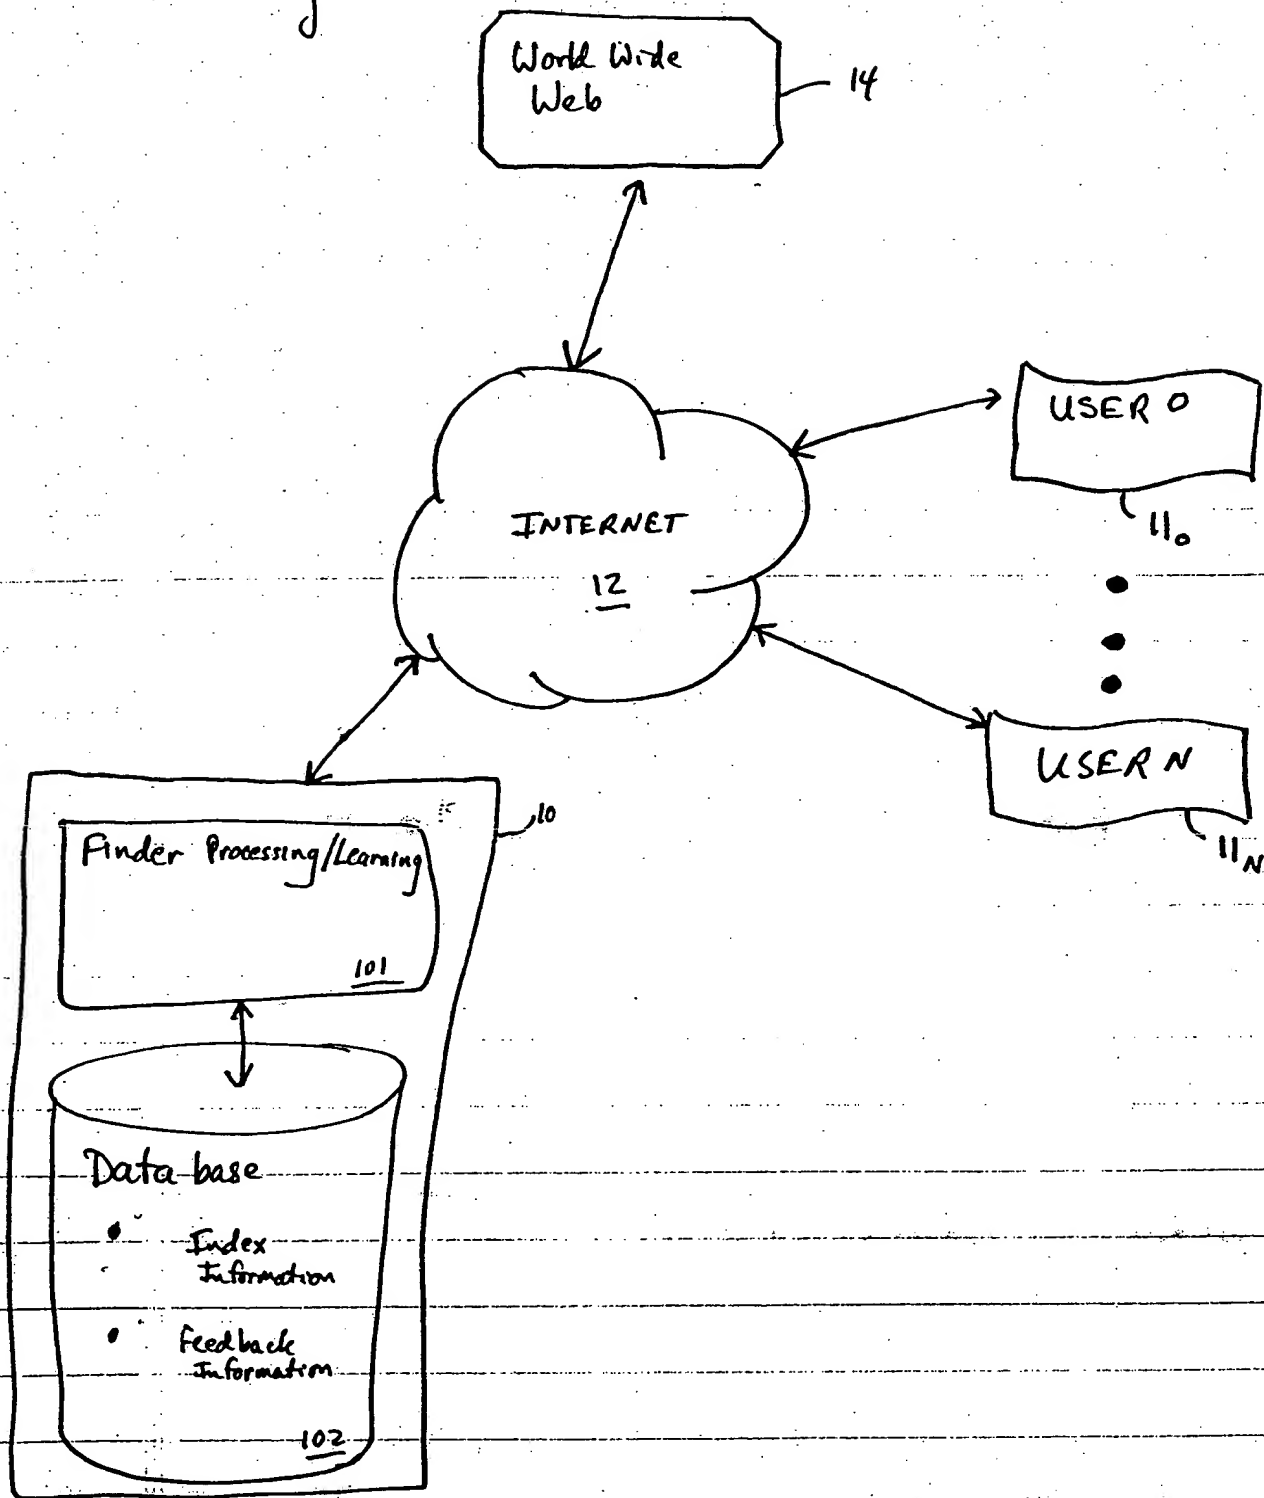 World Wide
Web
14
USER 0
11₀
INTERNET
12
USER N
11N
10
Finder Processing/Learning
101
Data base
• Index
Information
• Feedback
Information
102